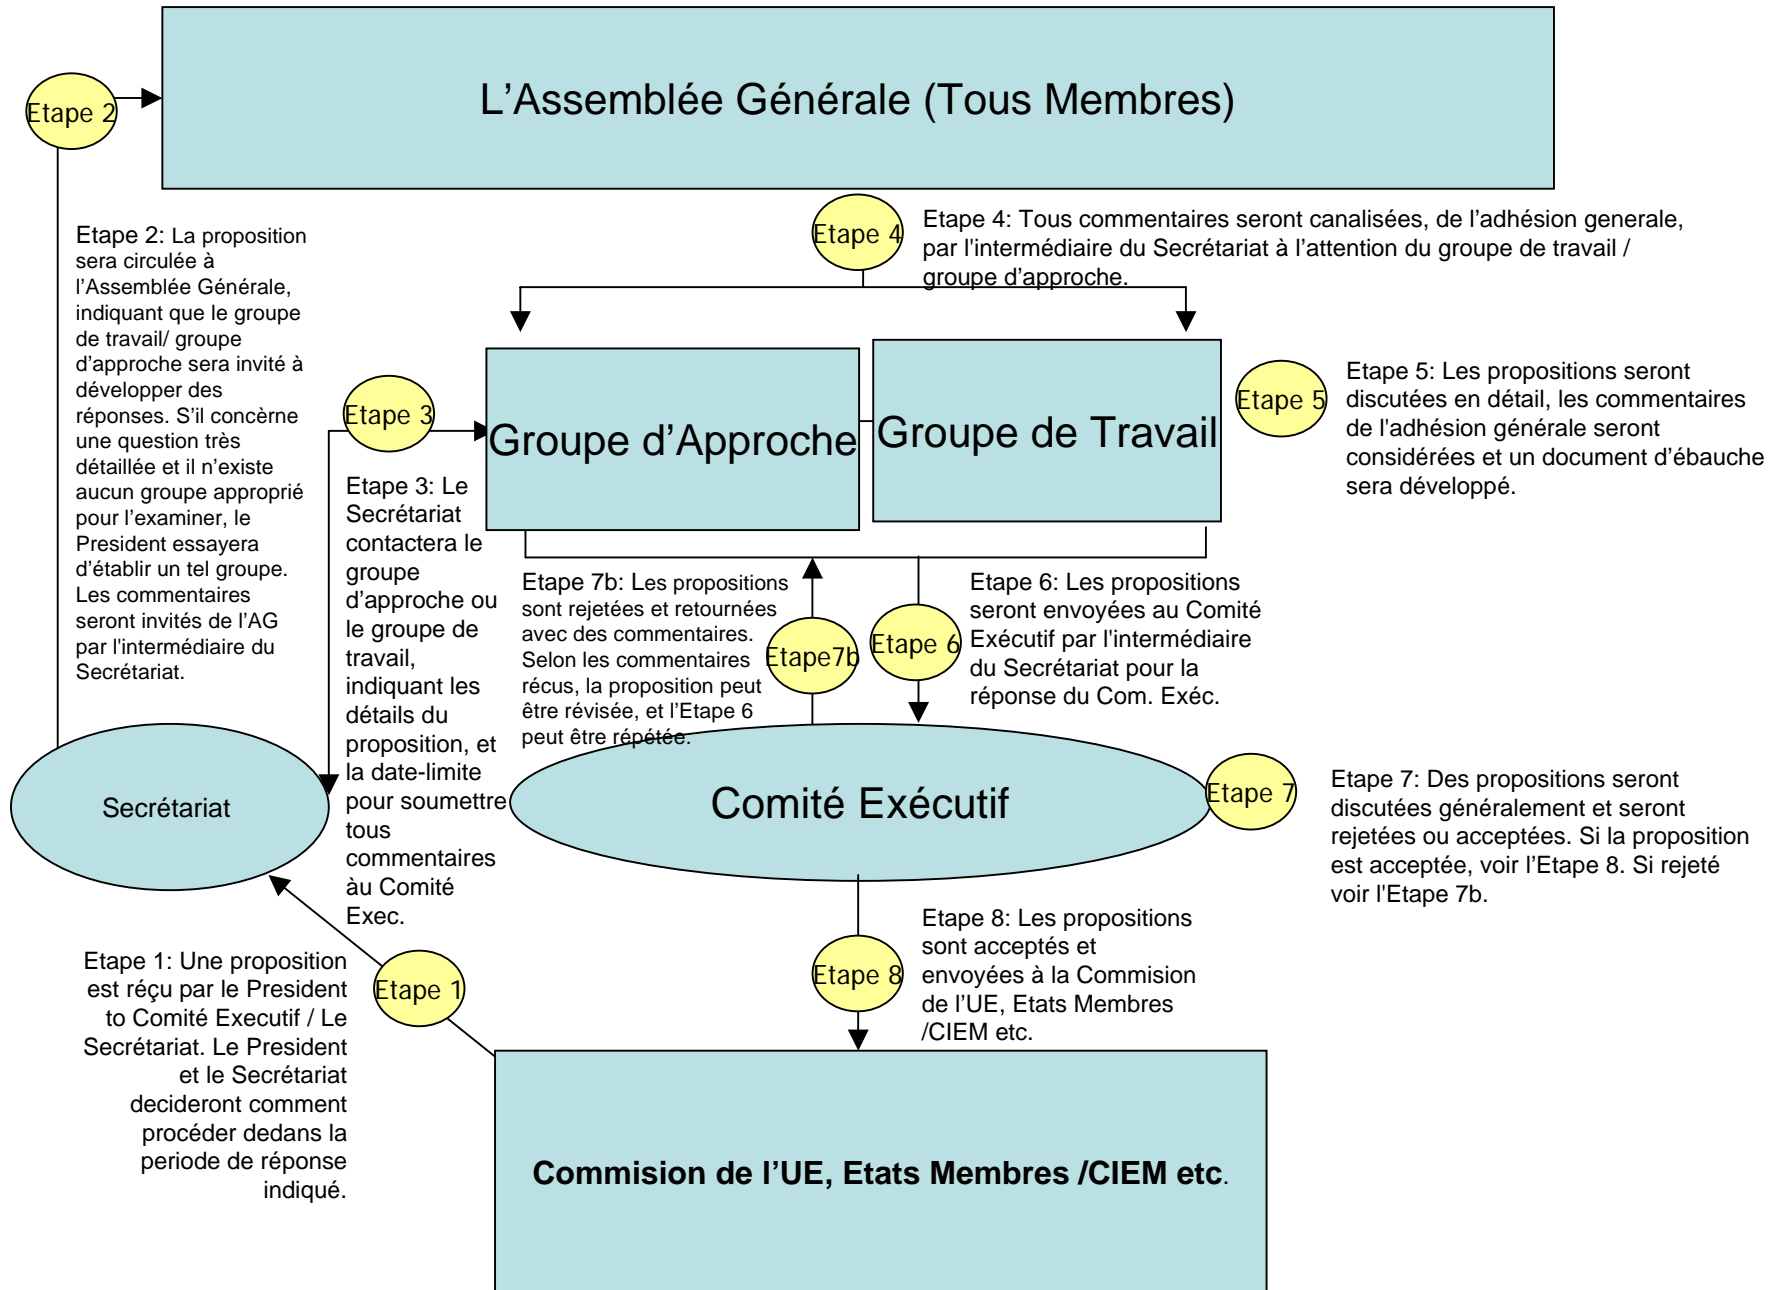 L'Assemblée Générale (Tous Membres)
Etape 2
Etape 2: La proposition
sera circulée à
l'Assemblée Générale,
indiquant que le groupe
de travail/ groupe
d'approche sera invité à
développer des
réponses. S'il concèrne
une question très
détaillée et il n'existe
aucun groupe approprié
pour l'examiner, le
President essayera
d'établir un tel groupe.
Les commentaires
seront invités de l'AG
par l'intermédiaire du
Secrétariat.
Etape 4
Etape 4: Tous commentaires seront canalisées, de l'adhésion generale,
par l'intermédiaire du Secrétariat à l'attention du groupe de travail /
groupe d'approche.
Etape 3
Etape 3: Le
Secrétariat
contactera le
groupe
d'approche ou
le groupe de
travail,
indiquant les
détails du
proposition, et
la date-limite
pour soumettre
tous
commentaires
àu Comité
Exec.
Groupe d'Approche
Groupe de Travail
Etape 5
Etape 5: Les propositions seront
discutées en détail, les commentaires
de l'adhésion générale seront
considérées et un document d'ébauche
sera développé.
Etape 7b: Les propositions
sont rejetées et retournées
avec des commentaires.
Selon les commentaires
récus, la proposition peut
être révisée, et l'Etape 6
peut être répétée.
Etape7b
Etape 6
Etape 6: Les propositions
seront envoyées au Comité
Exécutif par l'intermédiaire
du Secrétariat pour la
réponse du Com. Exéc.
Secrétariat
Comité Exécutif
Etape 7
Etape 7: Des propositions seront
discutées généralement et seront
rejetées ou acceptées. Si la proposition
est acceptée, voir l'Etape 8. Si rejeté
voir l'Etape 7b.
Etape 1: Une proposition
est réçu par le President
to Comité Executif / Le
Secrétariat. Le President
et le Secrétariat
decideront comment
procéder dedans la
periode de réponse
indiqué.
Etape 1
Etape 8
Etape 8: Les propositions
sont acceptés et
envoyées à la Commision
de l'UE, Etats Membres
/CIEM etc.
Commision de l'UE, Etats Membres /CIEM etc.